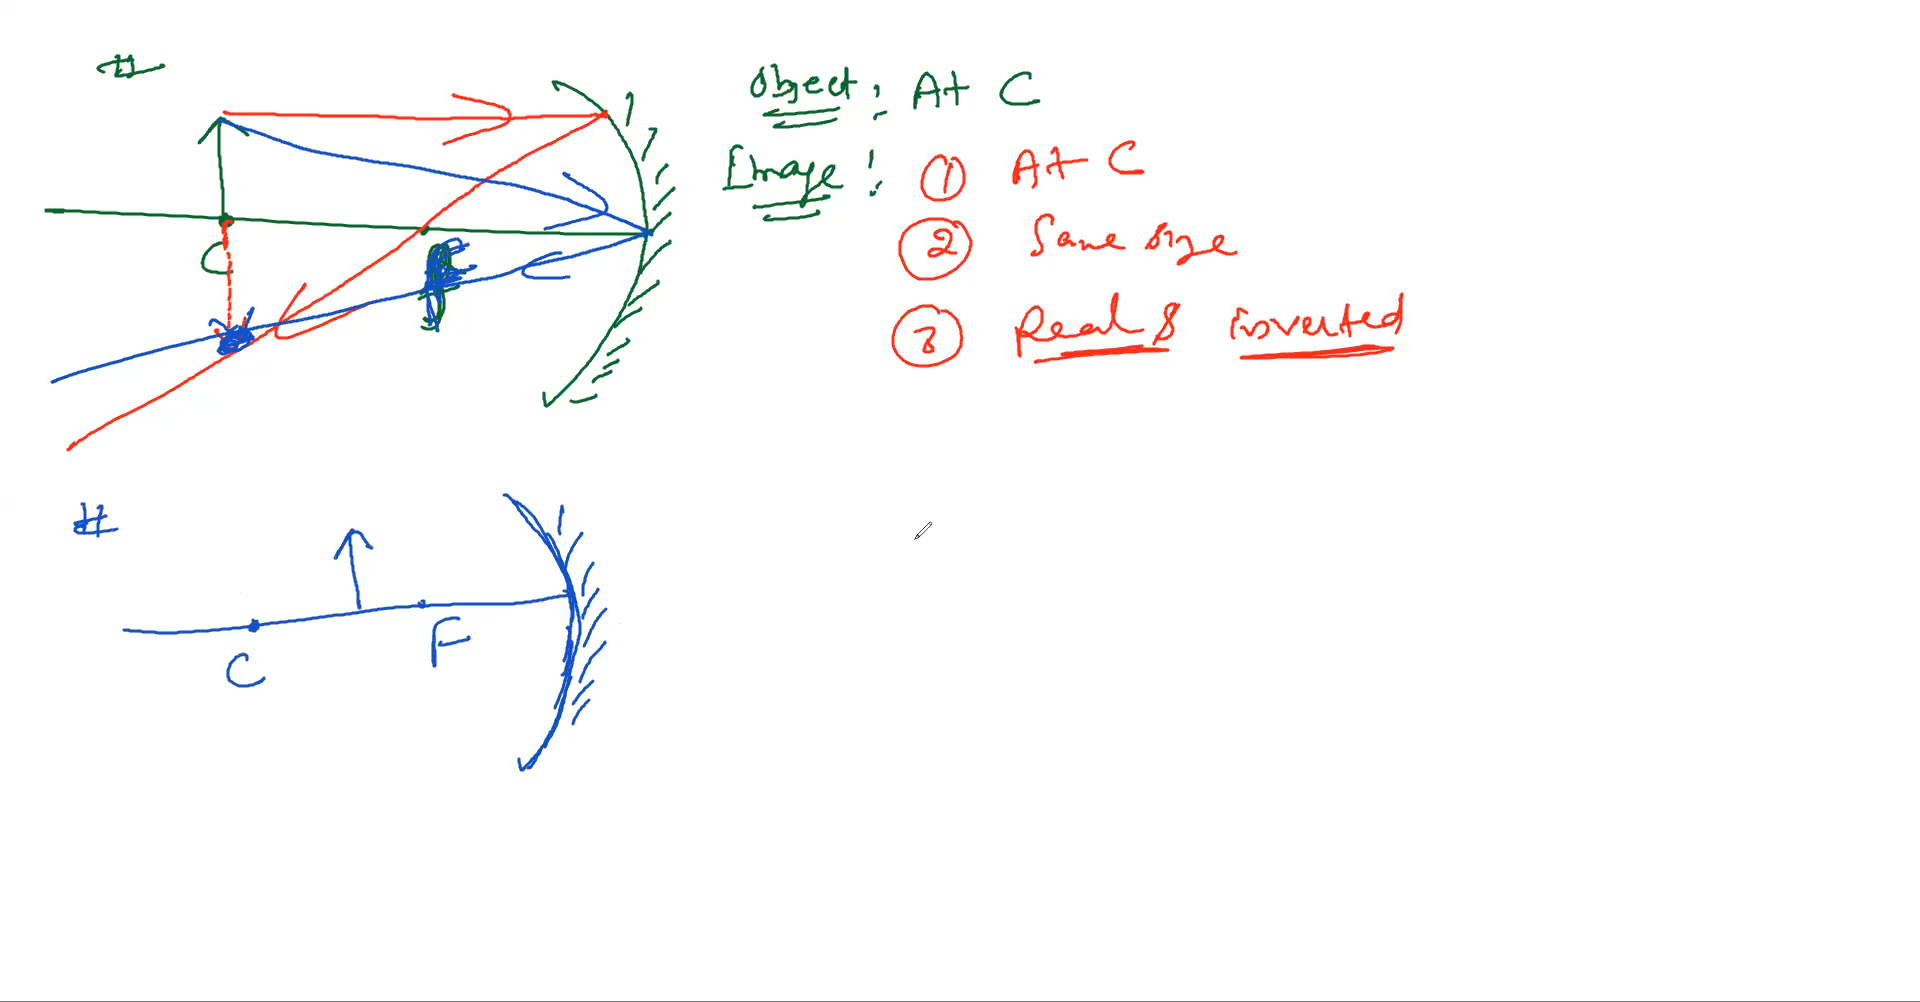 #
Object : At C
Image : ① At C
② Same size
③ Real & inverted
C
#
F
C